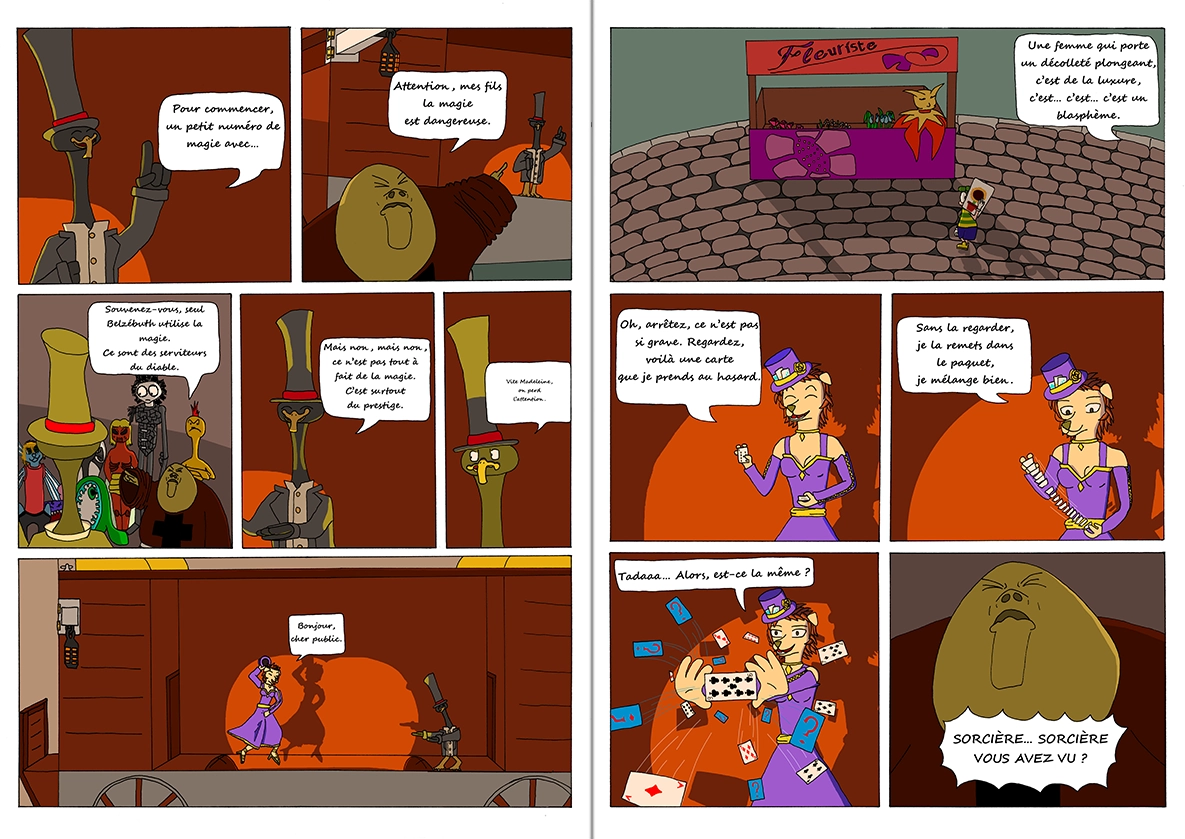 Pour commencer,
un petit numéro de
magie avec...
Attention, mes fils
la magie
est dangereuse.
Souvenez-vous, seul
Belzébuth utilise la
magie.
Ce sont des serviteurs
du diable.
Mais non, mais non,
ce n'est pas tout à
fait de la magie.
C'est surtout
du prestige.
Vite Madeleine,
on perd
l'attention.
Bonjour,
cher public.
Fleuriste
Une femme qui porte
un décolleté plongeant,
c'est de la luxure,
c'est... c'est... c'est un
blasphème.
Oh, arrêtez, ce n'est pas
si grave. Regardez,
voilà une carte
que je prends au hasard.
Sans la regarder,
je la remets dans
le paquet,
je mélange bien.
Tadaaa... Alors, est-ce la même ?
?
?
?
?
SORCIÈRE... SORCIÈRE
VOUS AVEZ VU ?